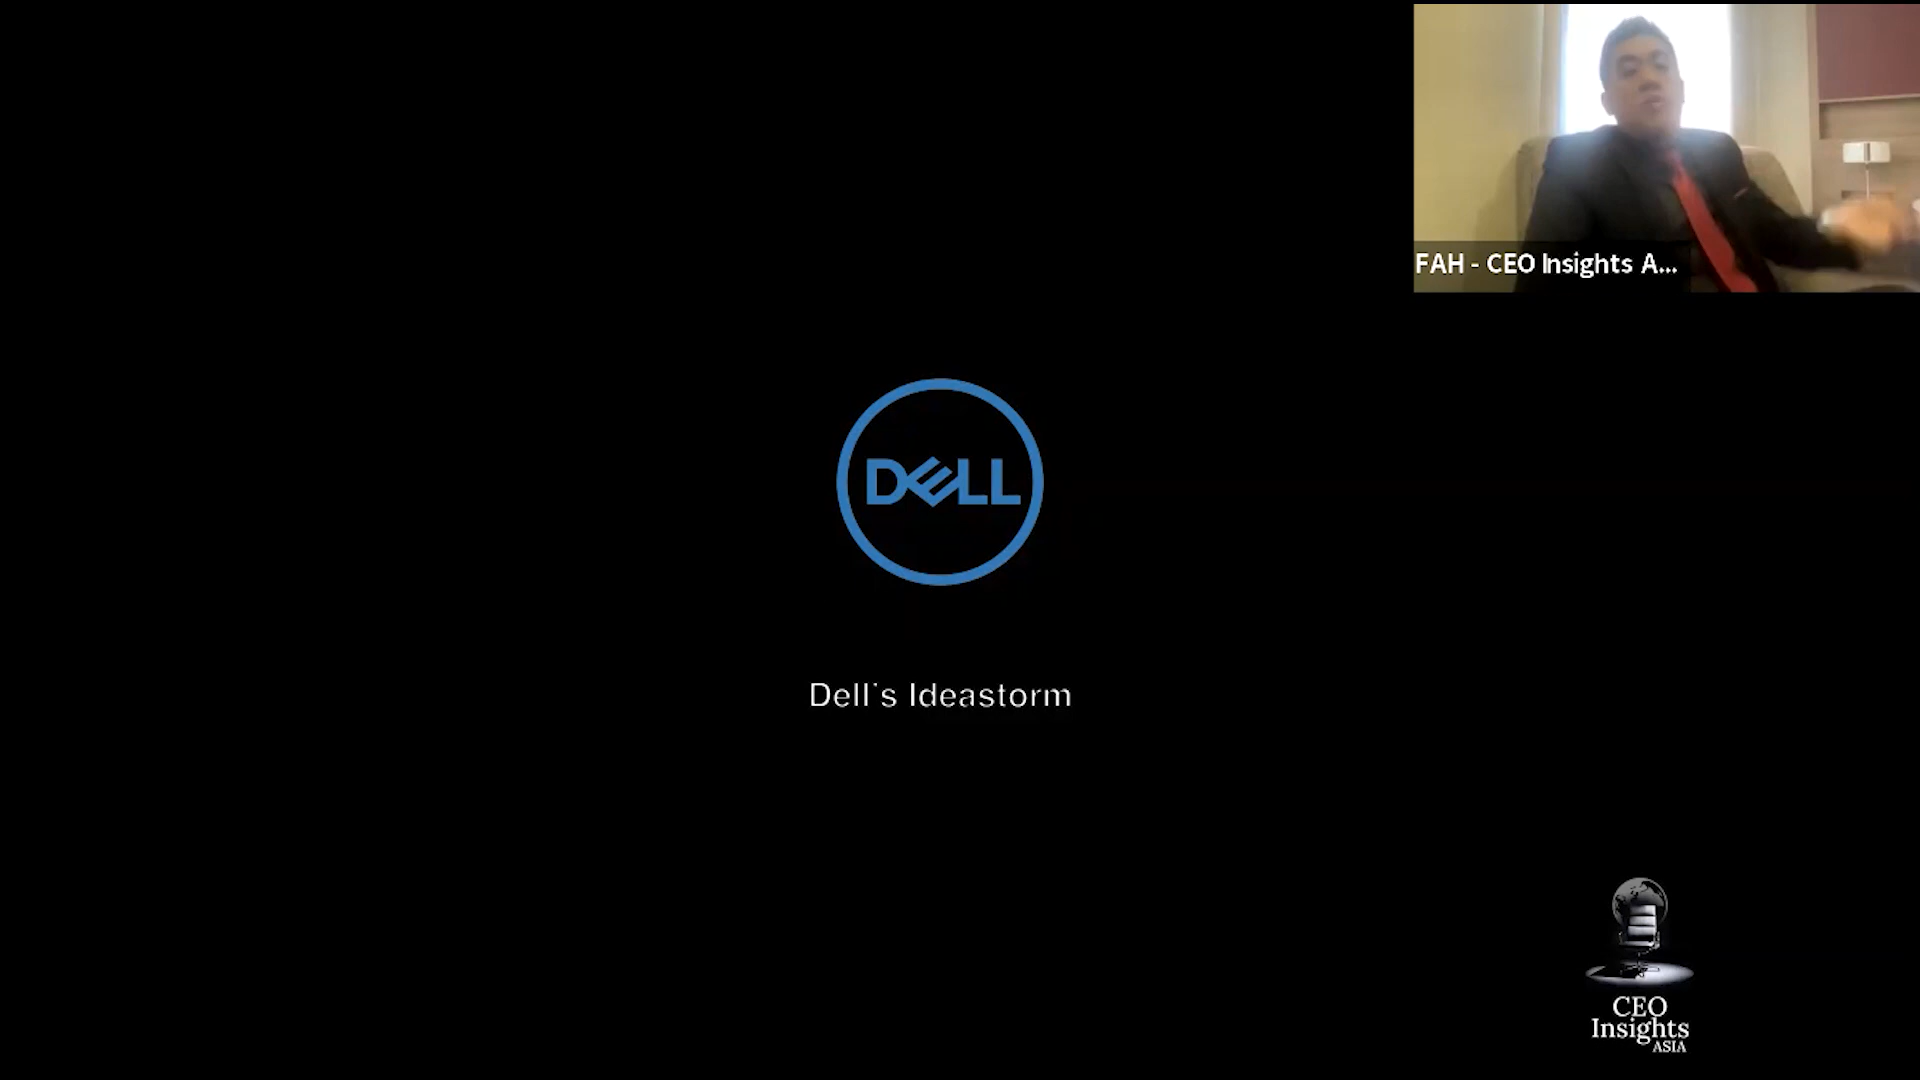 FAH - CEO Insights A...
DELL
Dell's Ideastorm
CEO
Insights
ASIA